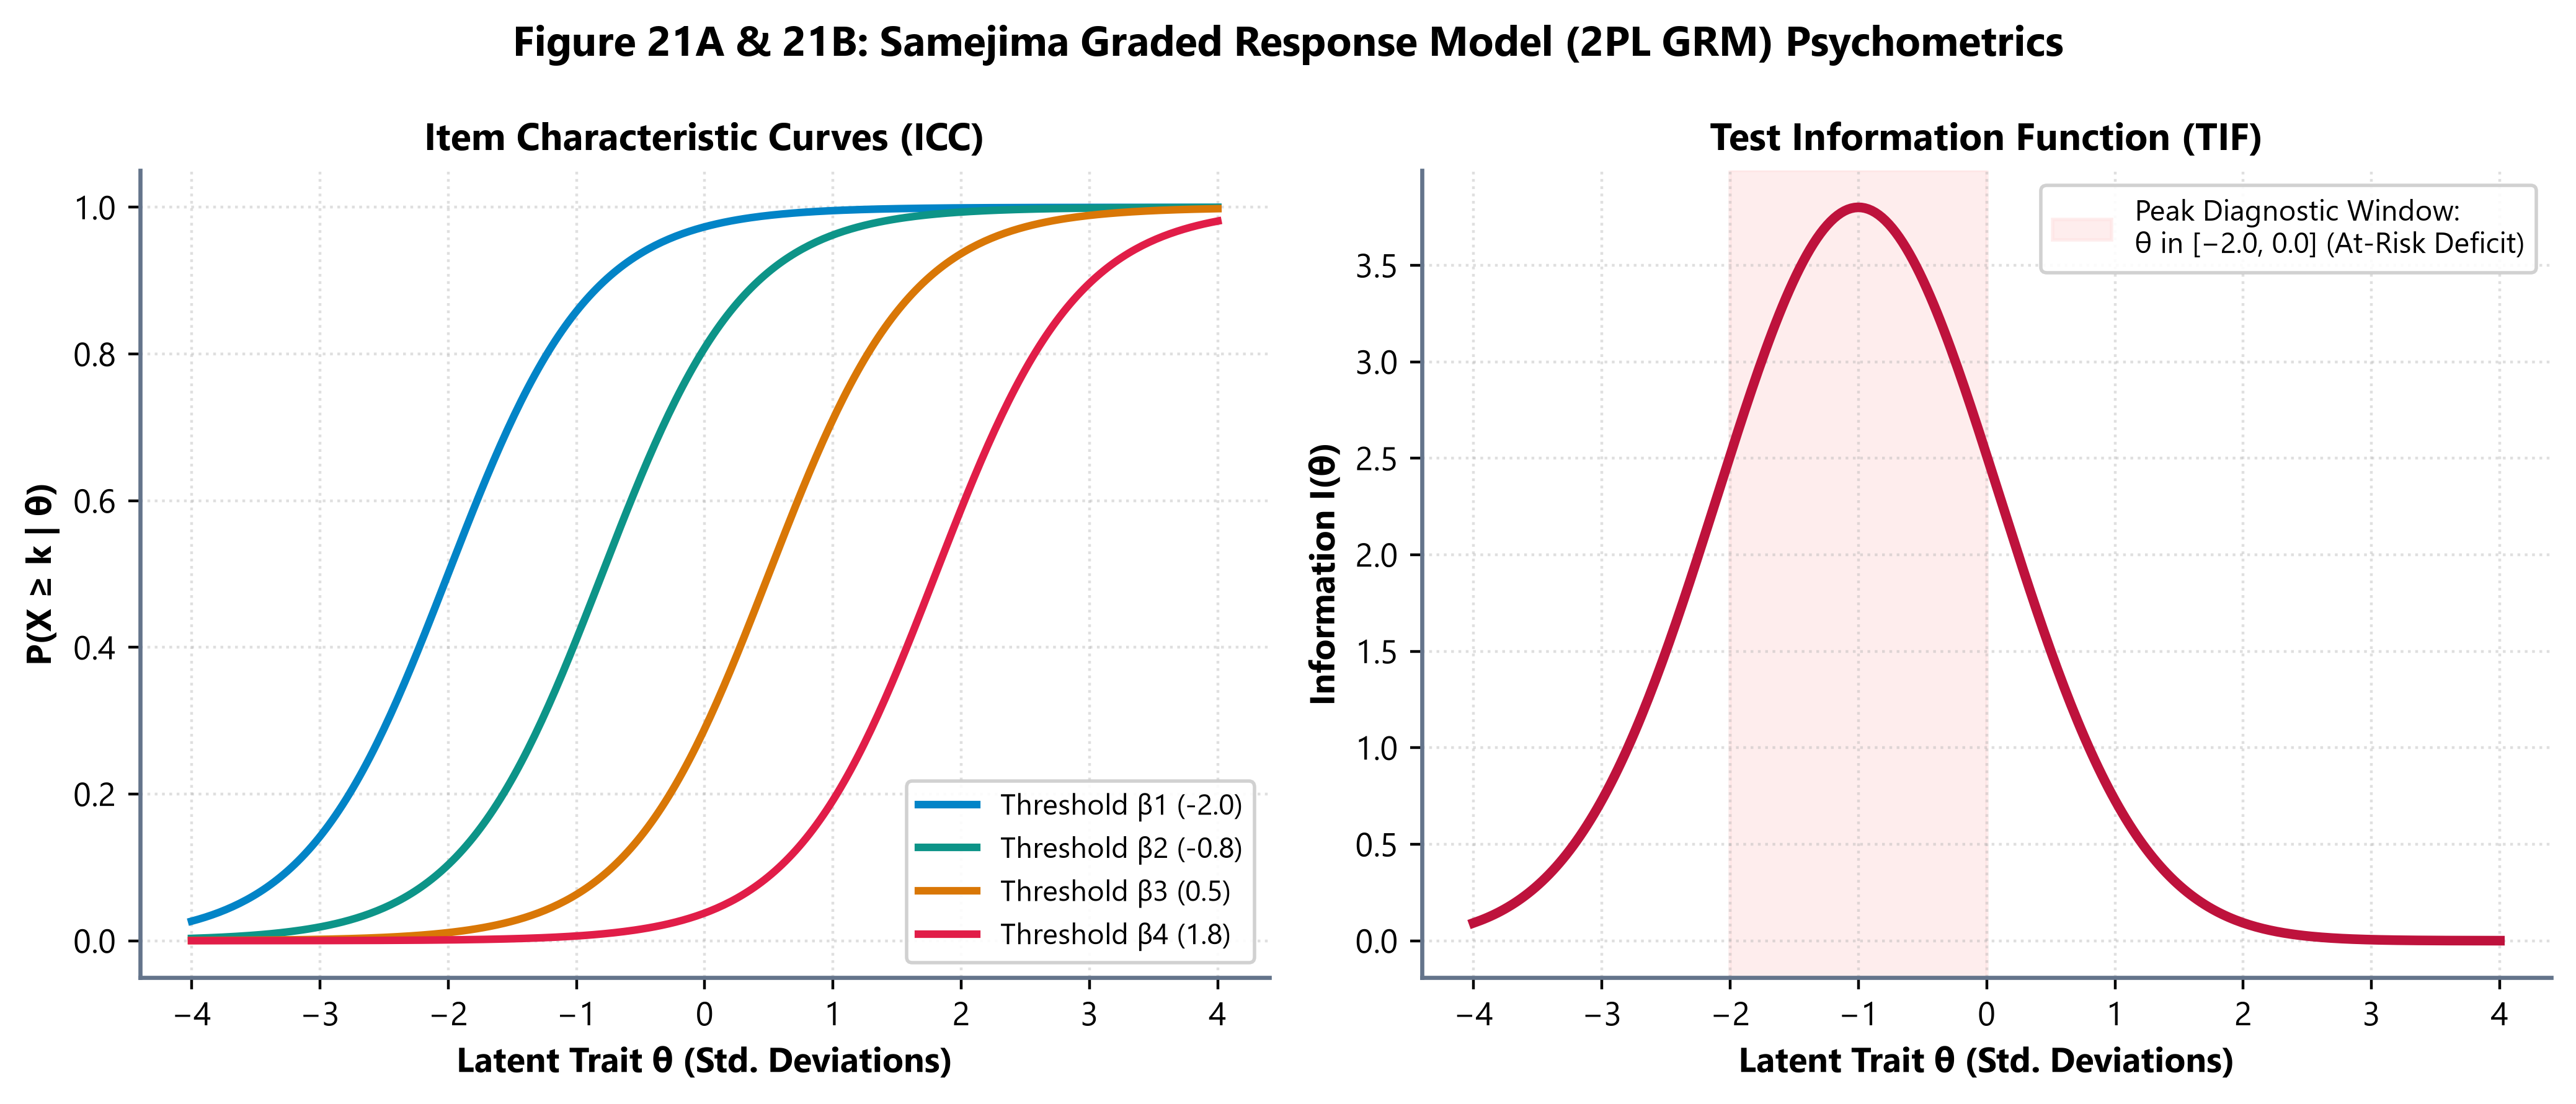 Figure 21A & 21B: Samejima Graded Response Model (2PL GRM) Psychometrics
Item Characteristic Curves (ICC)
P(X ≥ k | θ)
1.0
0.8
0.6
0.4
0.2
0.0
Threshold β1 (-2.0)
Threshold β2 (-0.8)
Threshold β3 (0.5)
Threshold β4 (1.8)
−4 −3 −2 −1 0 1 2 3 4
Latent Trait θ (Std. Deviations)
Test Information Function (TIF)
Information I(θ)
Peak Diagnostic Window:
θ in [−2.0, 0.0] (At-Risk Deficit)
3.5
3.0
2.5
2.0
1.5
1.0
0.5
0.0
−4 −3 −2 −1 0 1 2 3 4
Latent Trait θ (Std. Deviations)